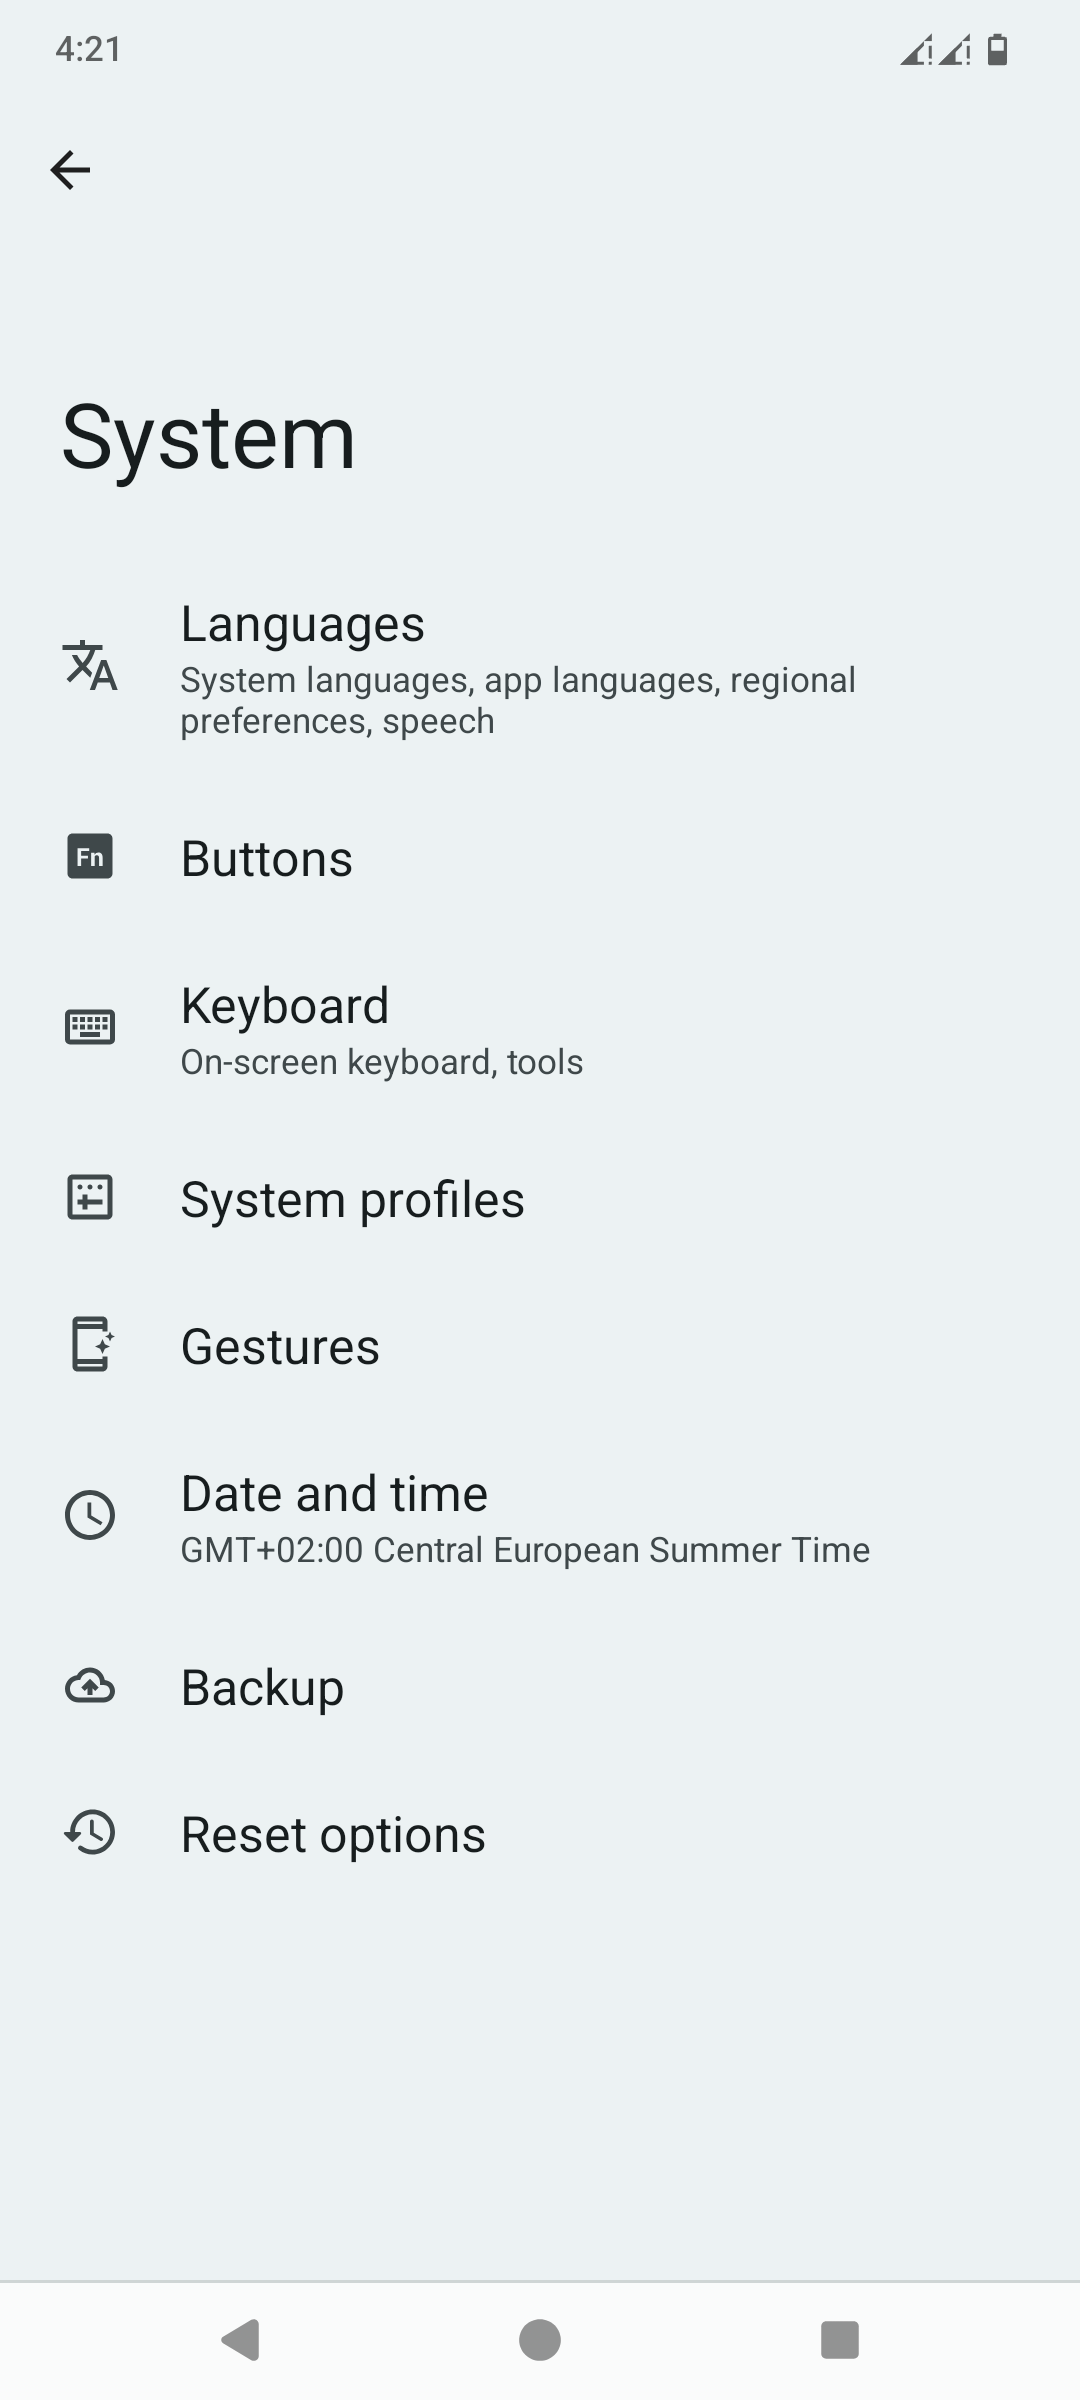 4:21
System
Languages
System languages, app languages, regional
preferences, speech
Fn
Buttons
Keyboard
On-screen keyboard, tools
System profiles
Gestures
Date and time
GMT+02:00 Central European Summer Time
Backup
Reset options